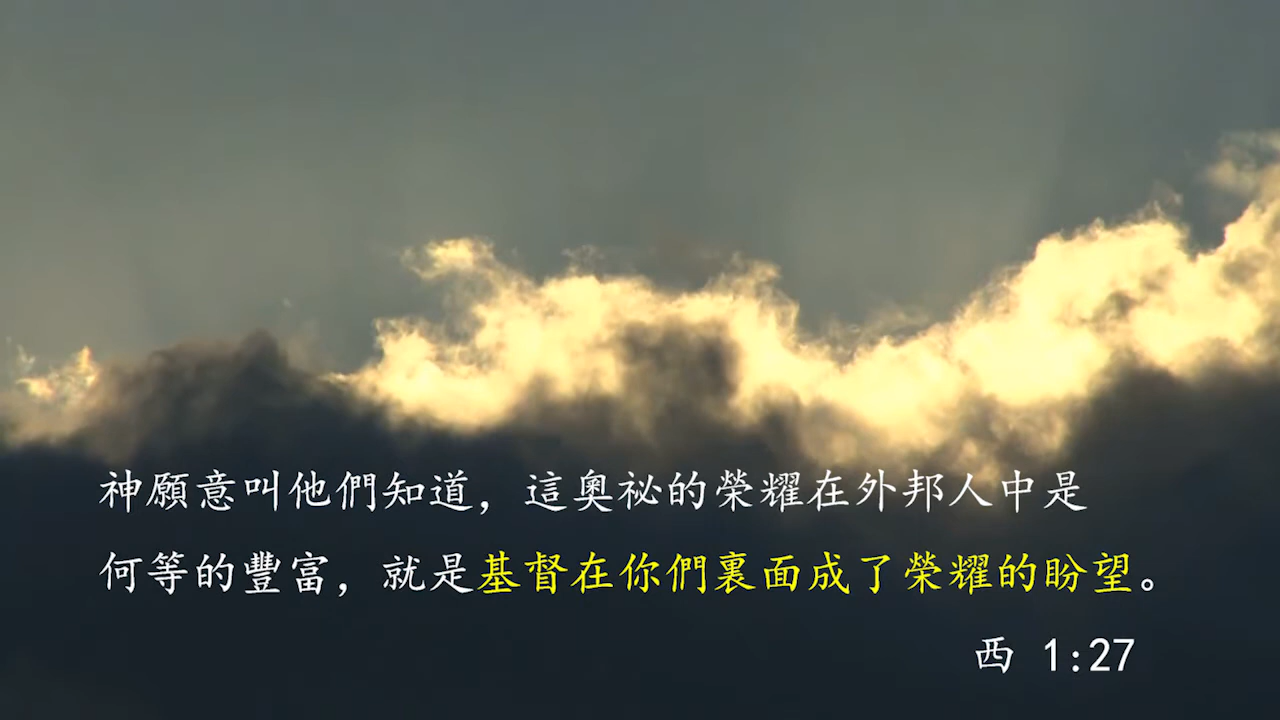 神願意叫他們知道，這奧祕的榮耀在外邦人中是
何等的豐富，就是基督在你們裏面成了榮耀的盼望。
西 1:27